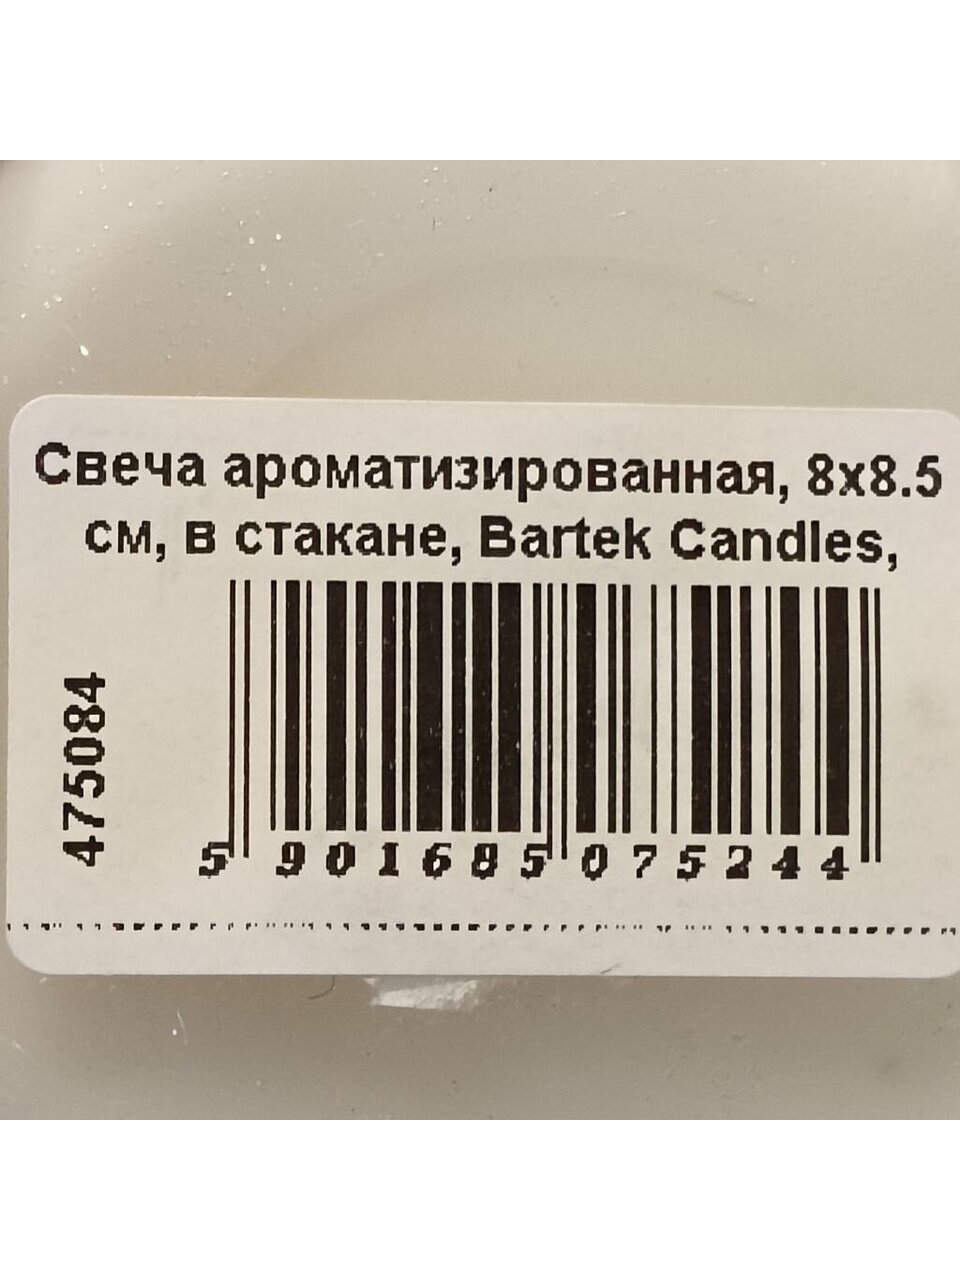 Свеча ароматизированная, 8x8.5
см, в стакане, Bartek Candles,
475084
5 901685 075244